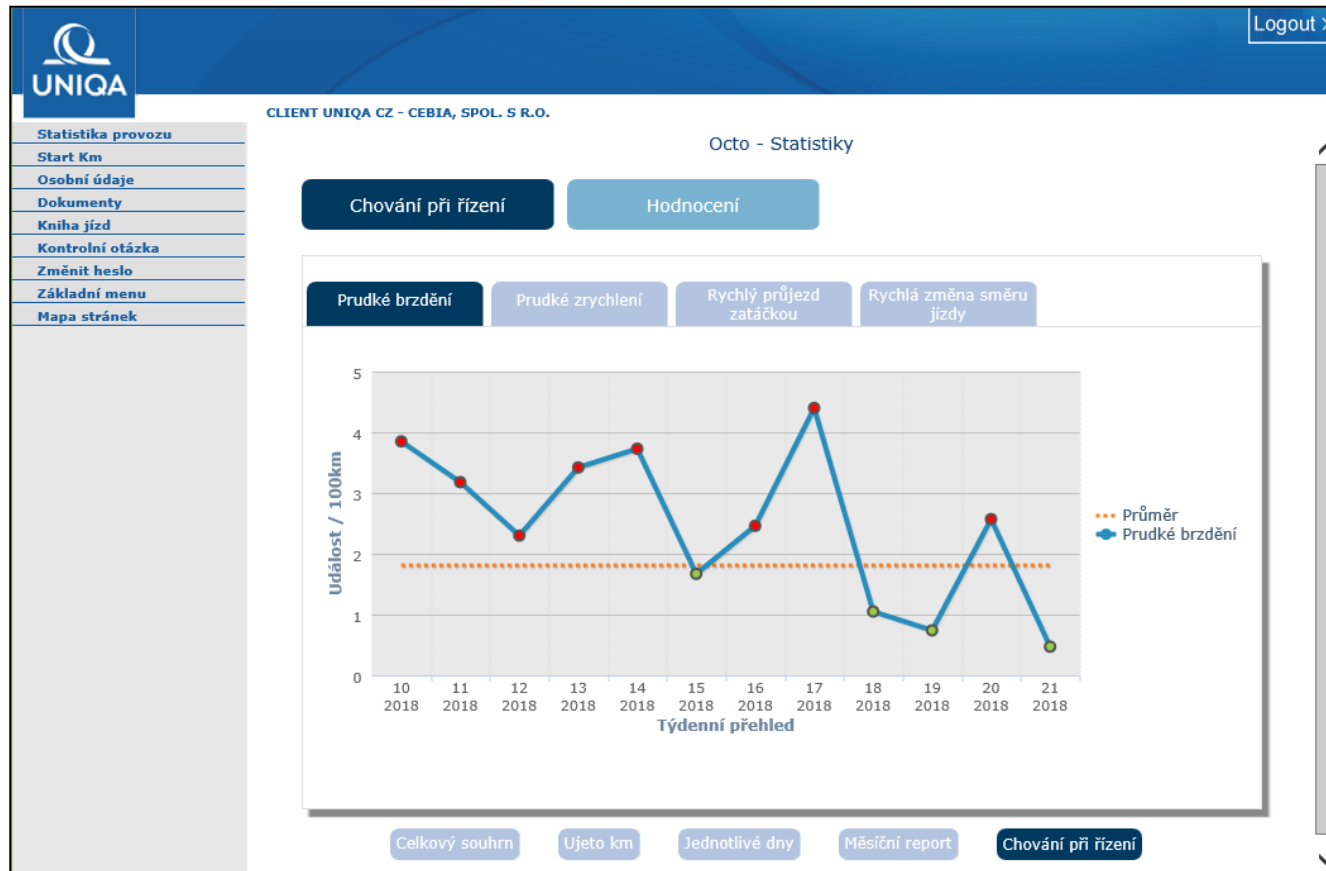 Logout
UNIQA
CLIENT UNIQA CZ - CEBIA, SPOL. S R.O.
Statistika provozu
Start Km
Osobní údaje
Dokumenty
Kniha jízd
Kontrolní otázka
Změnit heslo
Základní menu
Mapa stránek
Octo - Statistiky
Chování při řízení
Hodnocení
Prudké brzdění
Prudké zrychlení
Rychlý průjezd
zatáčkou
Rychlá změna směru
jízdy
Událost / 100km
5
4
3
2
1
0
10 11 12 13 14 15 16 17 18 19 20 21
2018 2018 2018 2018 2018 2018 2018 2018 2018 2018 2018 2018
Týdenní přehled
Průměr
Prudké brzdění
Celkový souhrn
Ujeto km
Jednotlivé dny
Měsíční report
Chování při řízení